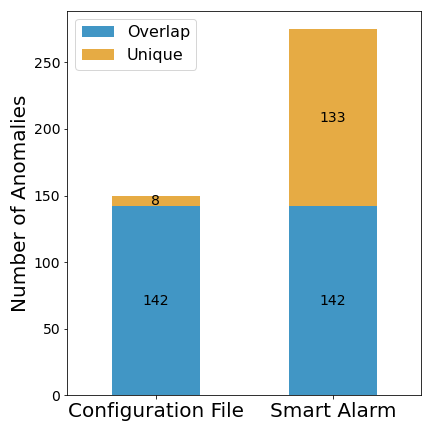 Overlap
Unique
Number of Anomalies
250
200
150
100
50
0
8
142
133
142
Configuration File
Smart Alarm